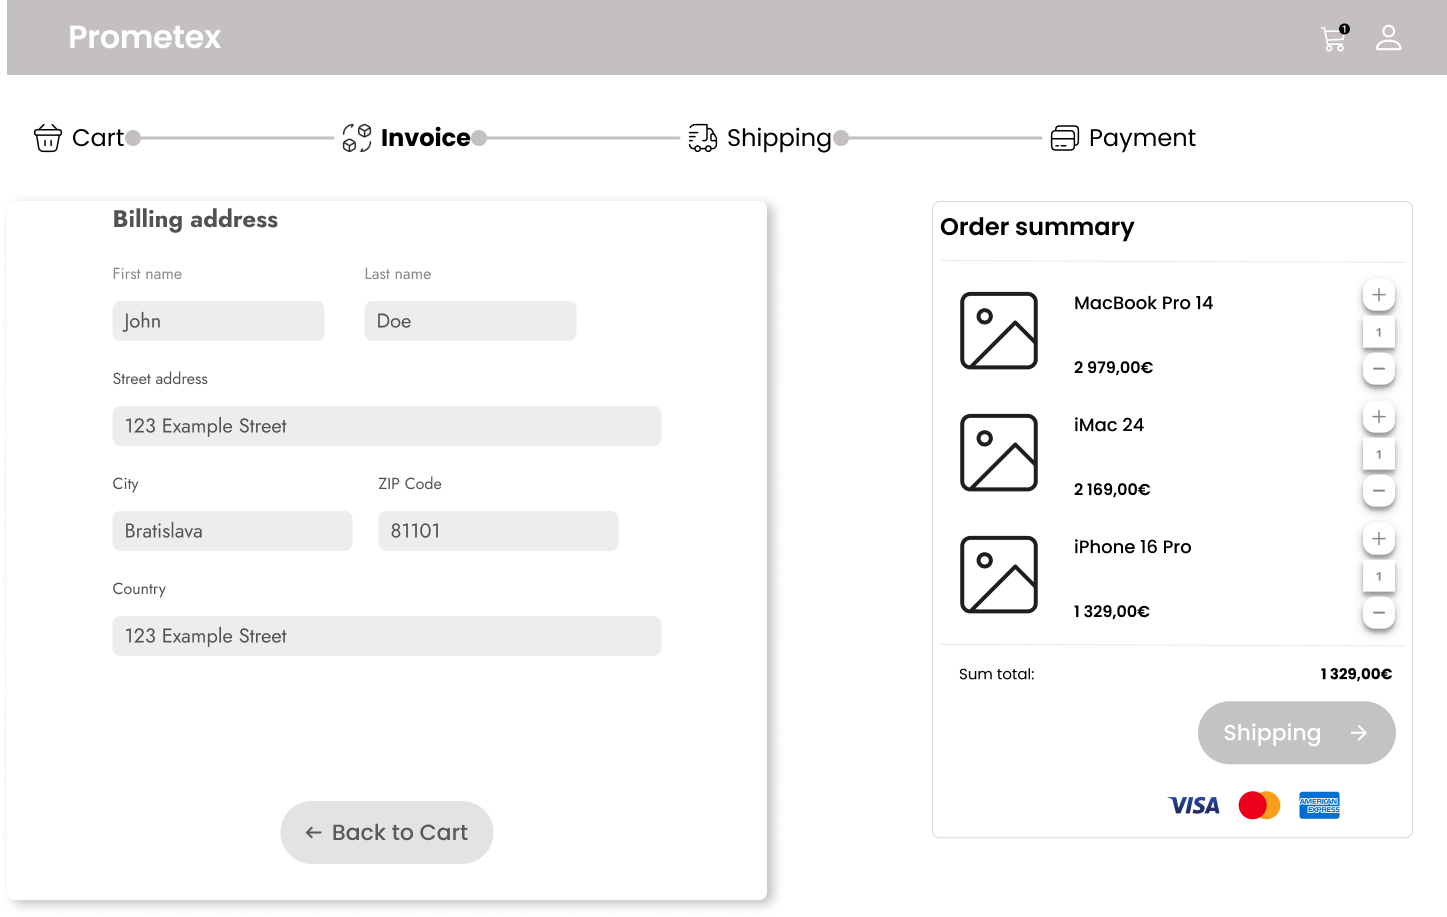 Prometex
1
Cart
Invoice
Shipping
Payment
Billing address
First name
Last name
John
Doe
Street address
123 Example Street
City
ZIP Code
Bratislava
81101
Country
123 Example Street
← Back to Cart
Order summary
MacBook Pro 14
+
1
2 979,00€
−
iMac 24
+
1
2 169,00€
−
iPhone 16 Pro
+
1
1 329,00€
−
Sum total:
1 329,00€
Shipping →
VISA
AMERICAN
EXPRESS